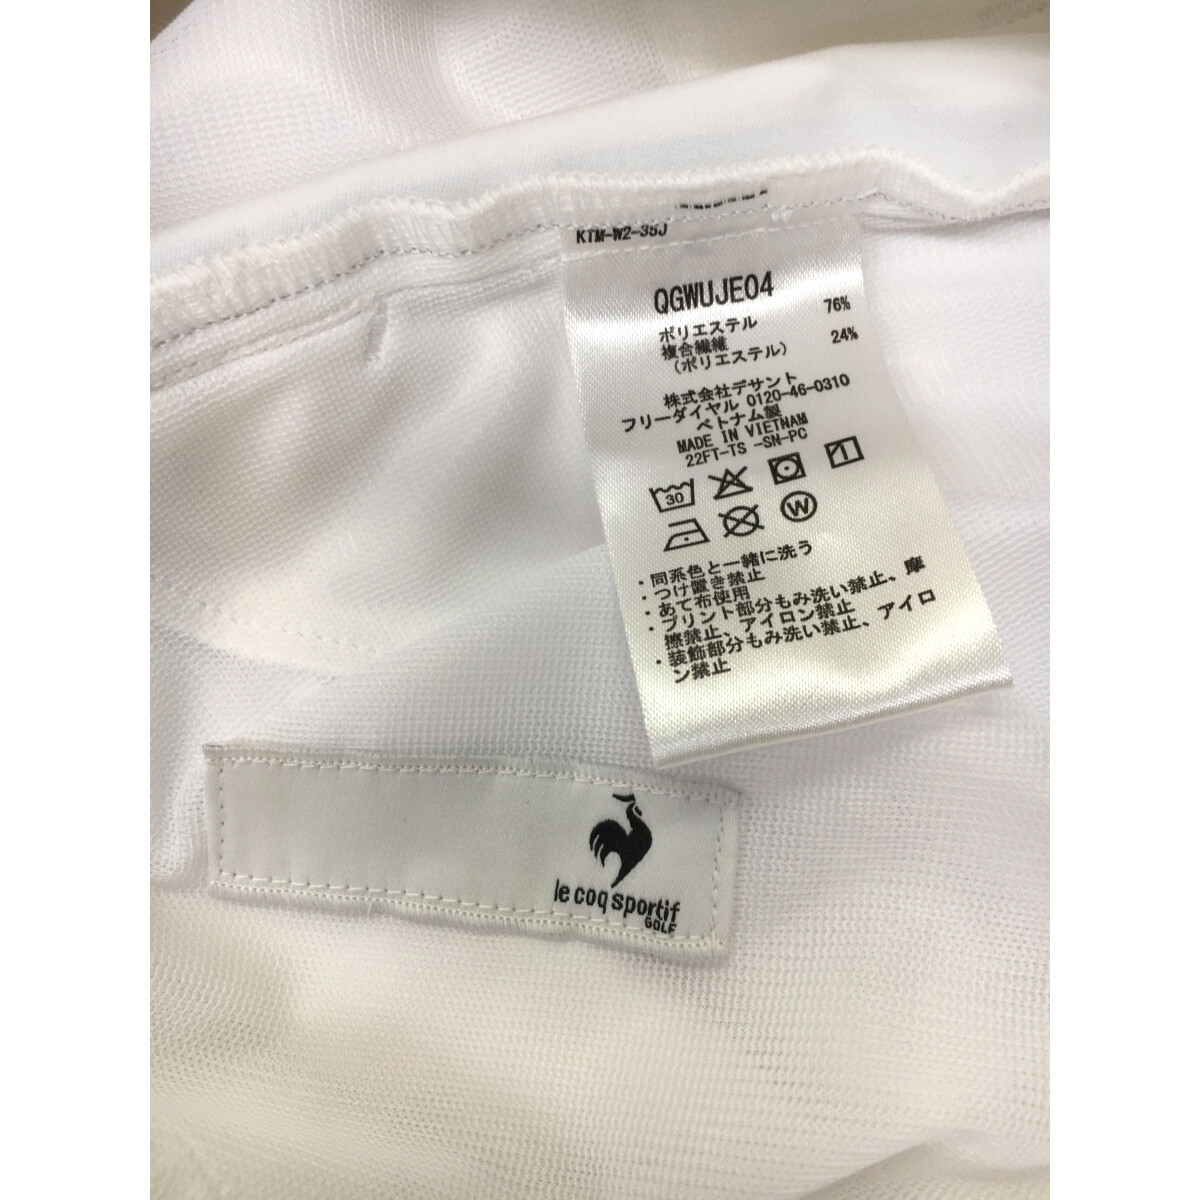 KTM-W2-35J
QGWUJE04
ポリエステル 76%
複合繊維 24%
(ポリエステル)
株式会社デサント
フリーダイヤル 0120-46-0310
ベトナム製
MADE IN VIETNAM
22FT-TS -SN-PC
30
W
・同系色と一緒に洗う
・つけ置き禁止
・あて布使用
・プリント部分もみ洗い禁止、摩
擦禁止、アイロン禁止
・装飾部分もみ洗い禁止、アイロ
ン禁止
le coq sportif
GOLF